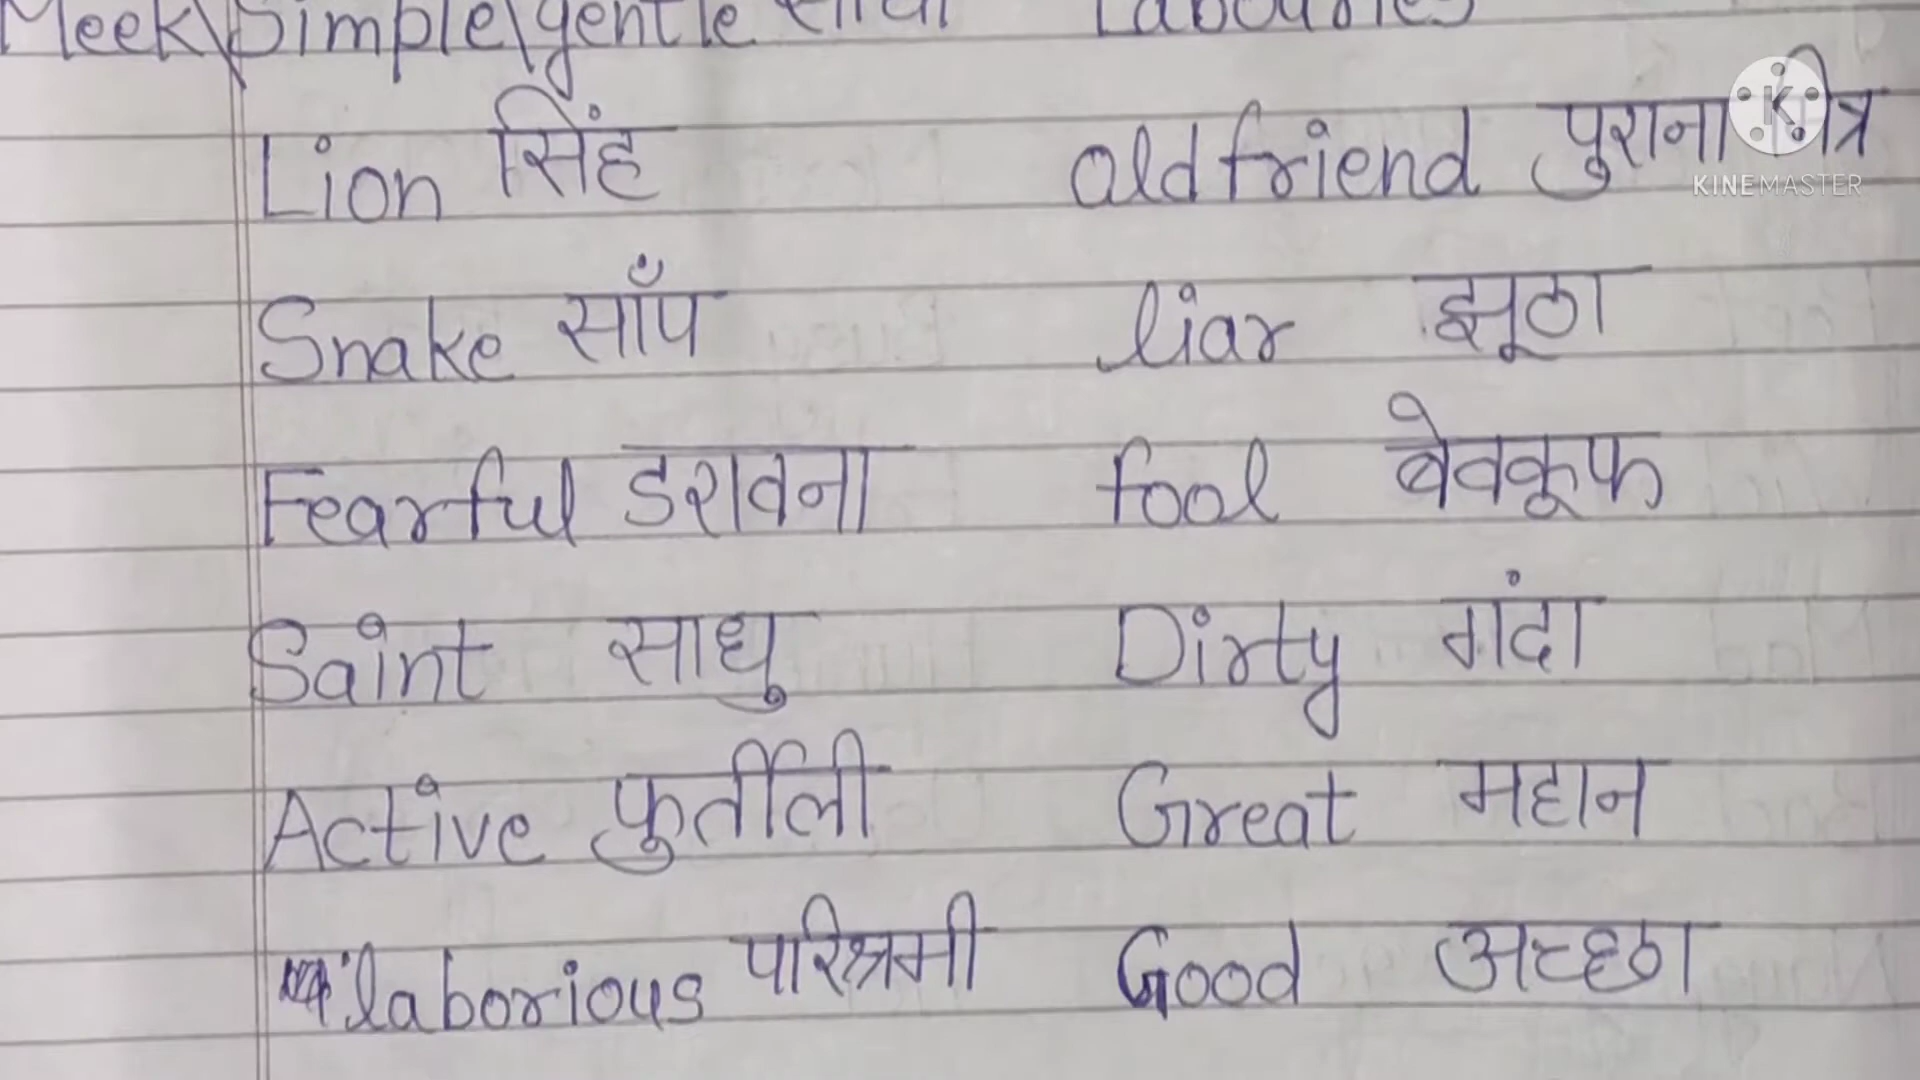 Meek\Simple\gentle
Lion सिंह old friend पुराना
KINEMASTER
Snake साँप liar झूठा
Fearful डरावना fool बेवकूफ
Saint साधु Dirty गंदा
Active फुर्तीली Great महान
laborious परिश्रमी Good अच्छा